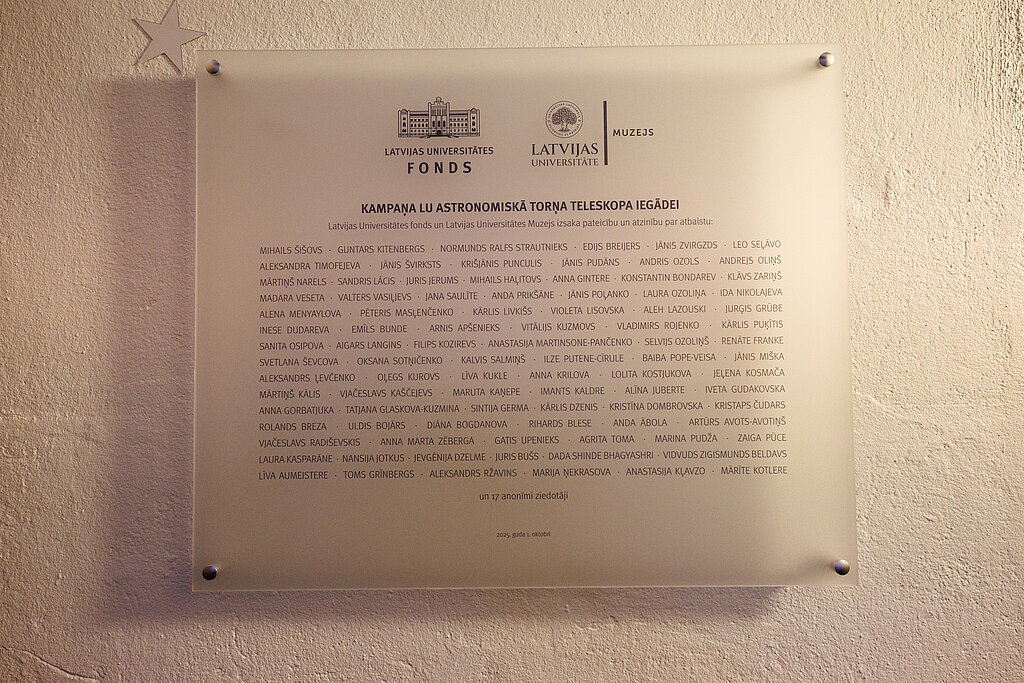 LATVIJAS UNIVERSITĀTES
FONDS
LATVIJAS
UNIVERSITĀTE
MUZEJS
KAMPAŅA LU ASTRONOMISKĀ TORŅA TELESKOPA IEGĀDEI
Latvijas Universitātes fonds un Latvijas Universitātes Muzejs izsaka pateicību un atzinību par atbalstu:
MIHAILS ŠIŠOVS · GUNTARS KITENBERGS · NORMUNDS RALFS STRAUTNIEKS · EDIJS BREIJERS · JĀNIS ZVIRGZDS · LEO SEĻĀVO
ALEKSANDRA TIMOFEJEVA · JĀNIS ŠVIRKSTS · KRIŠJĀNIS PUNCULIS · JĀNIS PUDĀNS · ANDRIS OZOLS · ANDREJS OLIŅŠ
MĀRTIŅŠ NARELS · SANDRIS LĀCIS · JURIS JERUMS · MIHAILS HAĻITOVS · ANNA GINTERE · KONSTANTIN BONDAREV · KLĀVS ZARIŅŠ
MADARA VESETA · VALTERS VASIĻJEVS · JANA SAULĪTE · ANDA PRIKŠĀNE · JĀNIS POĻANKO · LAURA OZOLIŅA · IDA NIKOLAJEVA
ALENA MENYAYLOVA · PĒTERIS MASĻENČENKO · KĀRLIS LIVKIŠS · VIOLETA LISOVSKA · ALEH LAZOUSKI · JURĢIS GRŪBE
INESE DUDAREVA · EMĪLS BUNDE · ARNIS APŠENIEKS · VITĀLIJS KUZMOVS · VLADIMIRS ROJENKO · KĀRLIS PUĶĪTIS
SANITA OSIPOVA · AIGARS LANGINS · FILIPS KOZIREVS · ANASTASIJA MARTINSONE-PANČENKO · SELVIJS OZOLIŅŠ · RENĀTE FRANKE
SVETLANA ŠEVCOVA · OKSANA SOTŅIČENKO · KALVIS SALMIŅŠ · ILZE PUTENE-CĪRULE · BAIBA POPE-VEISA · JĀNIS MIŠKA
ALEKSANDRS ĻEVČENKO · OĻEGS KUROVS · LĪVA KUKLE · ANNA KRILOVA · LOLITA KOSTJUKOVA · JEĻENA KOSMAČA
MĀRTIŅŠ KĀLIS · VJAČESLAVS KAŠČEJEVS · MARUTA KAŅEPE · IMANTS KALDRE · ALĪNA JUBERTE · IVETA GUDAKOVSKA
ANNA GORBATJUKA · TATJANA GLASKOVA-KUZMINA · SINTIJA GERMA · KĀRLIS DZENIS · KRISTĪNA DOMBROVSKA · KRISTAPS ČUDARS
ROLANDS BREZA · ULDIS BOJĀRS · DIĀNA BOGDANOVA · RIHARDS BLESE · ANDA ĀBOLA · ARTŪRS AVOTS-AVOTIŅŠ
VJAČESLAVS RADIŠEVSKIS · ANNA MARTA ZĒBERGA · GATIS UPENIEKS · AGRITA TOMA · MARINA PUDŽA · ZAIGA PŪCE
LAURA KASPARĀNE · NANSIJA JOTKUS · JEVGĒNIJA DZELME · JURIS BUŠS · DADA SHINDE BHAGYASHRI · VIDVUDS ZIGISMUNDS BELDAVS
LĪVA AUMEISTERE · TOMS GRĪNBERGS · ALEKSANDRS RŽAVINS · MARIJA ŅEKRASOVA · ANASTASIJA KĻAVZO · MĀRĪTE KOTLERE
un 17 anonīmi ziedotāji
2025. gada 1. oktobrī